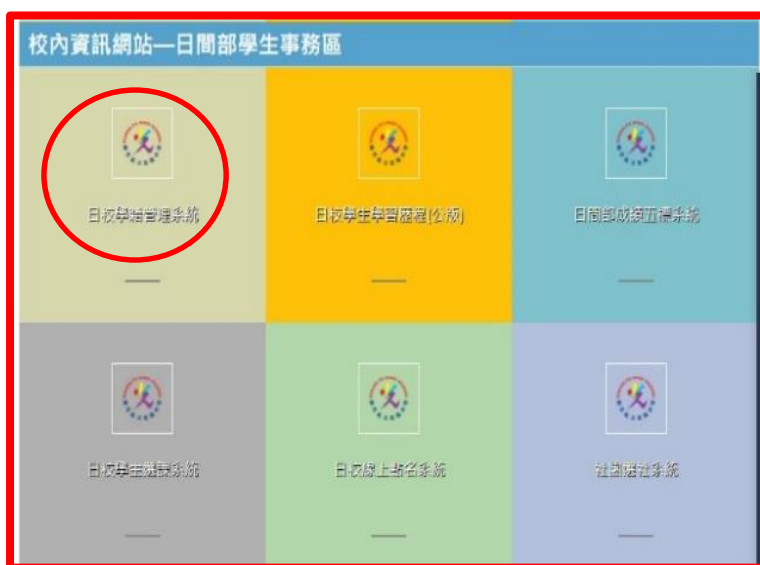 校內資訊網站—日間部學生事務區
日校學籍管理系統
日校學生學習歷程(公版)
日間部成績五標系統
日校學生選課系統
日校線上點名系統
社團選社系統